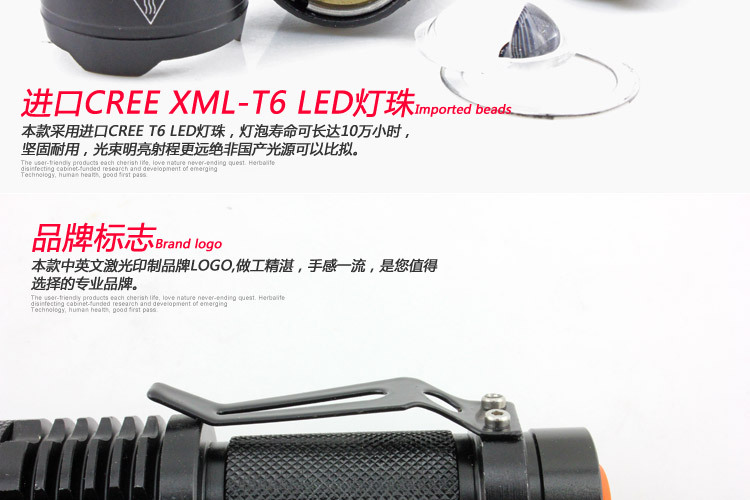 进口CREE XML-T6 LED灯珠Imported beads
本款采用进口CREE T6 LED灯珠，灯泡寿命可长达10万小时，
坚固耐用，光束明亮射程更远绝非国产光源可以比拟。
The user-friendly products each cherish life, love nature never-ending quest. Herbalife
disinfecting cabinet-funded research and development of emerging
Technology, human health, good first pass.
品牌标志Brand logo
本款中英文激光印制品牌LOGO,做工精湛，手感一流，是您值得
选择的专业品牌。
The user-friendly products each cherish life, love nature never-ending quest. Herbalife
disinfecting cabinet-funded research and development of emerging
Technology, human health, good first pass.